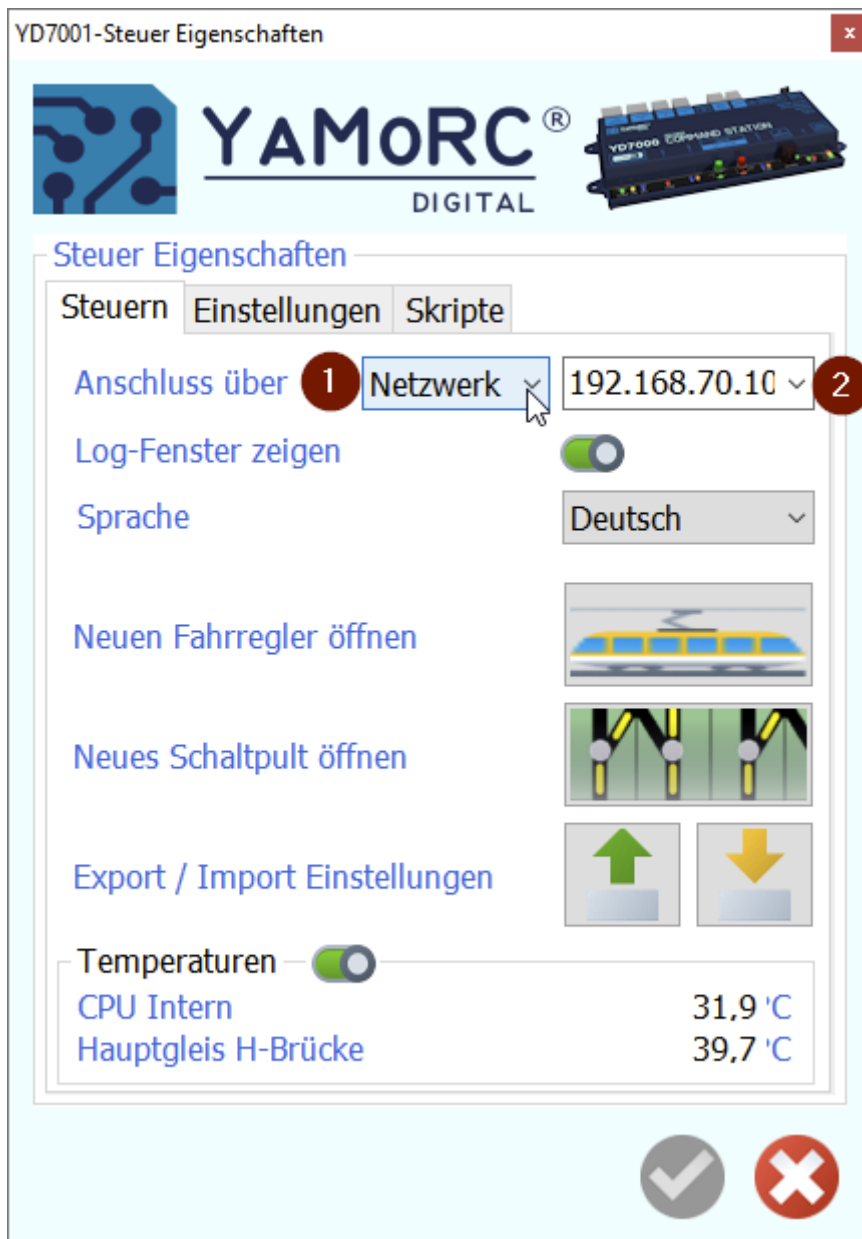 YD7001-Steuer Eigenschaften
x
YAMORC®
DIGITAL
YD7000 COMMAND STATION
Steuer Eigenschaften
Steuern Einstellungen Skripte
Anschluss über 1 Netzwerk 192.168.70.10 2
Log-Fenster zeigen
Sprache Deutsch
Neuen Fahrregler öffnen
Neues Schaltpult öffnen
Export / Import Einstellungen
Temperaturen
CPU Intern 31,9 °C
Hauptgleis H-Brücke 39,7 °C